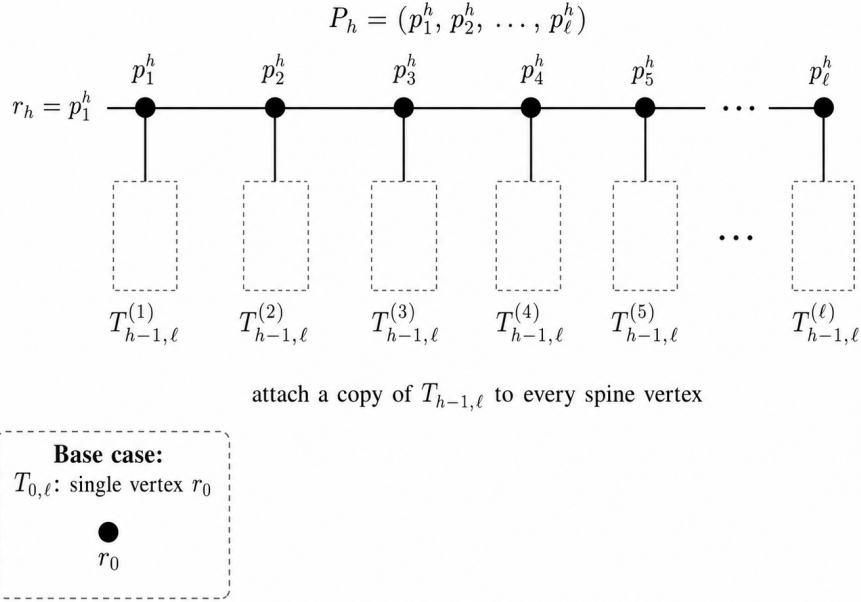 P_h = (p_1^h, p_2^h, …, p_ℓ^h)
p_1^h p_2^h p_3^h p_4^h p_5^h p_ℓ^h
r_h = p_1^h
…
…
T_{h−1,ℓ}^{(1)} T_{h−1,ℓ}^{(2)} T_{h−1,ℓ}^{(3)} T_{h−1,ℓ}^{(4)} T_{h−1,ℓ}^{(5)} T_{h−1,ℓ}^{(ℓ)}
attach a copy of T_{h−1,ℓ} to every spine vertex
Base case:
T_{0,ℓ}: single vertex r_0
r_0